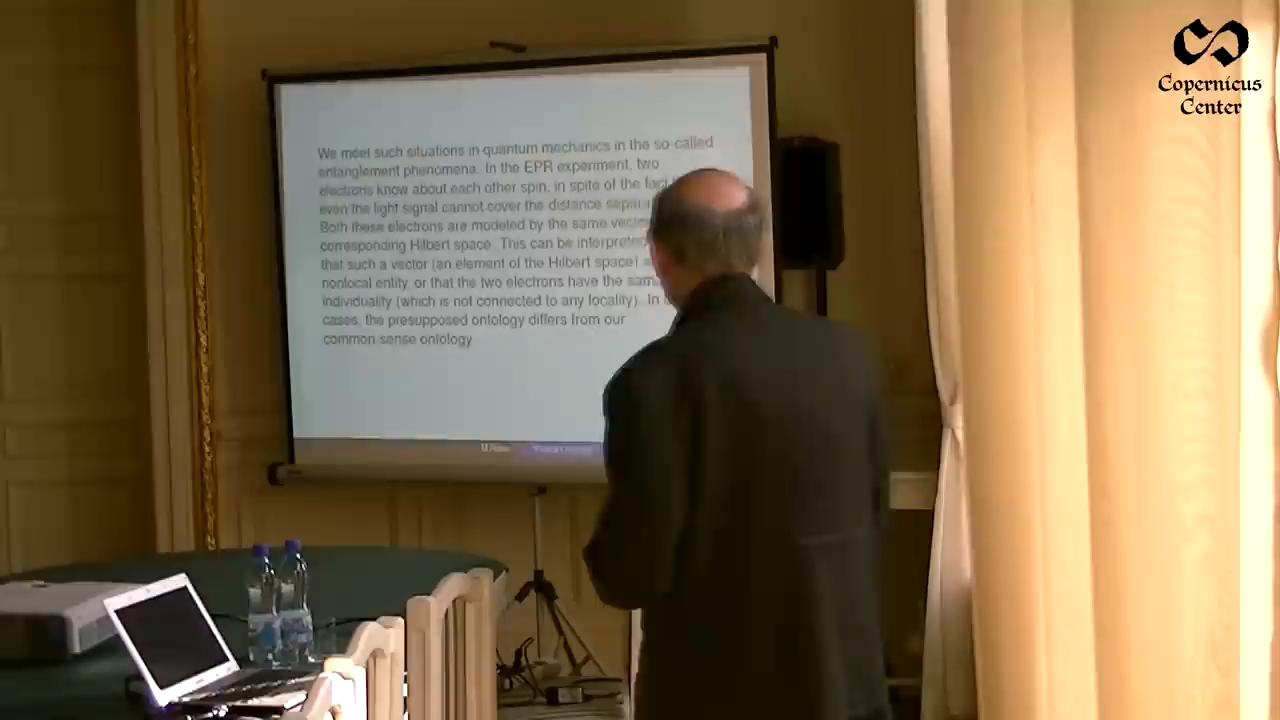 Copernicus
Center
We meet such situations in quantum mechanics in the so-called
entanglement phenomena. In the EPR experiment, two
electrons know about each other spin, in spite of the fact
even the light signal cannot cover the distance
Both these electrons are modeled by the same
corresponding Hilbert space. This can be
that such a vector (an element of the Hilbert space)
nonlocal entity, or that the two electrons have the
individuality (which is not connected to any locality). In
cases, the presupposed ontology differs from our
common sense ontology